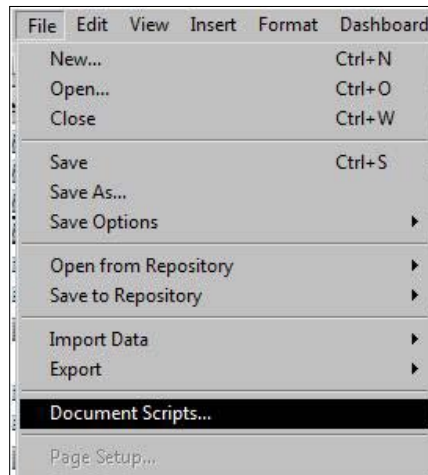 File Edit View Insert Format Dashboard
New... Ctrl+N
Open... Ctrl+O
Close Ctrl+W
Save Ctrl+S
Save As...
Save Options
Open from Repository
Save to Repository
Import Data
Export
Document Scripts...
Page Setup...